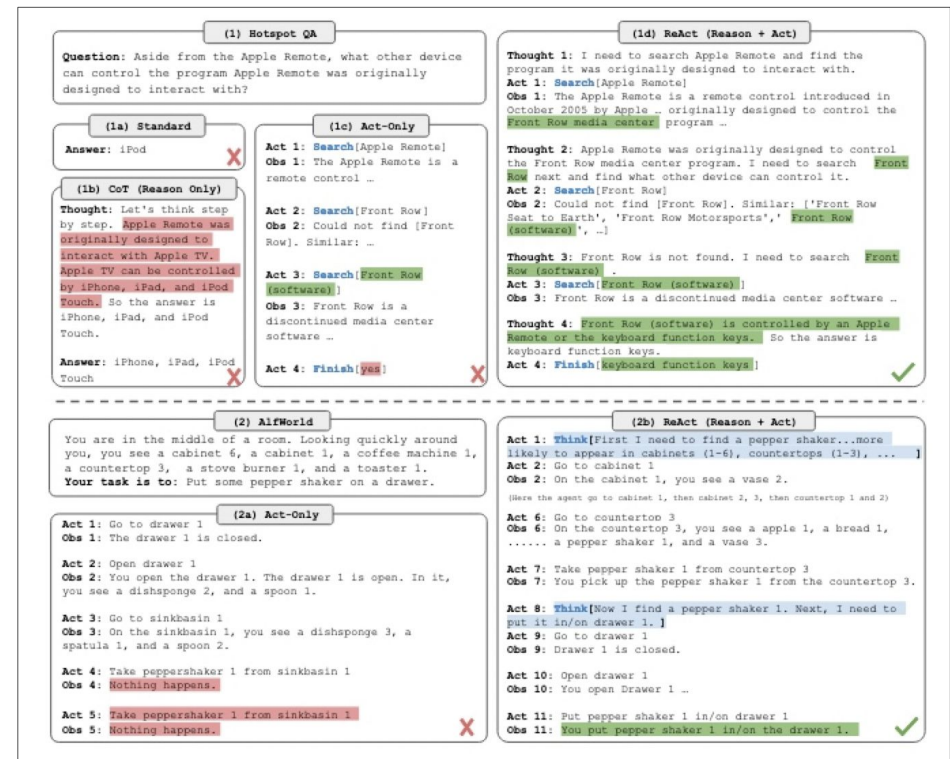 (1) Hotspot QA
Question: Aside from the Apple Remote, what other device
can control the program Apple Remote was originally
designed to interact with?
(1a) Standard
Answer: iPod
(1b) CoT (Reason Only)
Thought: Let's think step
by step. Apple Remote was
originally designed to
interact with Apple TV.
Apple TV can be controlled
by iPhone, iPad, and iPod
Touch. So the answer is
iPhone, iPad, and iPod
Touch.
Answer: iPhone, iPad, iPod
Touch
(1c) Act-Only
Act 1: Search[Apple Remote]
Obs 1: The Apple Remote is a
remote control …
Act 2: Search[Front Row]
Obs 2: Could not find [Front
Row]. Similar: …
Act 3: Search[Front Row
(software)]
Obs 3: Front Row is a
discontinued media center
software …
Act 4: Finish[yes]
(1d) ReAct (Reason + Act)
Thought 1: I need to search Apple Remote and find the
program it was originally designed to interact with.
Act 1: Search[Apple Remote]
Obs 1: The Apple Remote is a remote control introduced in
October 2005 by Apple … originally designed to control the
Front Row media center program …
Thought 2: Apple Remote was originally designed to control
the Front Row media center program. I need to search Front
Row next and find what other device can control it.
Act 2: Search[Front Row]
Obs 2: Could not find [Front Row]. Similar: ['Front Row
Seat to Earth', 'Front Row Motorsports',' Front Row
(software)', …]
Thought 3: Front Row is not found. I need to search Front
Row (software) .
Act 3: Search[Front Row (software) ]
Obs 3: Front Row is a discontinued media center software …
Thought 4: Front Row (software) is controlled by an Apple
Remote or the keyboard function keys. So the answer is
keyboard function keys.
Act 4: Finish[keyboard function keys ]
(2) AlfWorld
You are in the middle of a room. Looking quickly around
you, you see a cabinet 6, a cabinet 1, a coffee machine 1,
a countertop 3, a stove burner 1, and a toaster 1.
Your task is to: Put some pepper shaker on a drawer.
(2a) Act-Only
Act 1: Go to drawer 1
Obs 1: The drawer 1 is closed.
Act 2: Open drawer 1
Obs 2: You open the drawer 1. The drawer 1 is open. In it,
you see a dishsponge 2, and a spoon 1.
Act 3: Go to sinkbasin 1
Obs 3: On the sinkbasin 1, you see a dishsponge 3, a
spatula 1, and a spoon 2.
Act 4: Take peppershaker 1 from sinkbasin 1
Obs 4: Nothing happens.
Act 5: Take peppershaker 1 from sinkbasin 1
Obs 5: Nothing happens.
(2b) ReAct (Reason + Act)
Act 1: Think[First I need to find a pepper shaker...more
likely to appear in cabinets (1-6), countertops (1-3), ... ]
Act 2: Go to cabinet 1
Obs 2: On the cabinet 1, you see a vase 2.
(Here the agent go to cabinet 1, then cabinet 2, 3, then countertop 1 and 2)
Act 6: Go to countertop 3
Obs 6: On the countertop 3, you see a apple 1, a bread 1,
...... a pepper shaker 1, and a vase 3.
Act 7: Take pepper shaker 1 from countertop 3
Obs 7: You pick up the pepper shaker 1 from the countertop 3.
Act 8: Think[Now I find a pepper shaker 1. Next, I need to
put it in/on drawer 1. ]
Act 9: Go to drawer 1
Obs 9: Drawer 1 is closed.
Act 10: Open drawer 1
Obs 10: You open Drawer 1 …
Act 11: Put pepper shaker 1 in/on drawer 1
Obs 11: You put pepper shaker 1 in/on the drawer 1.